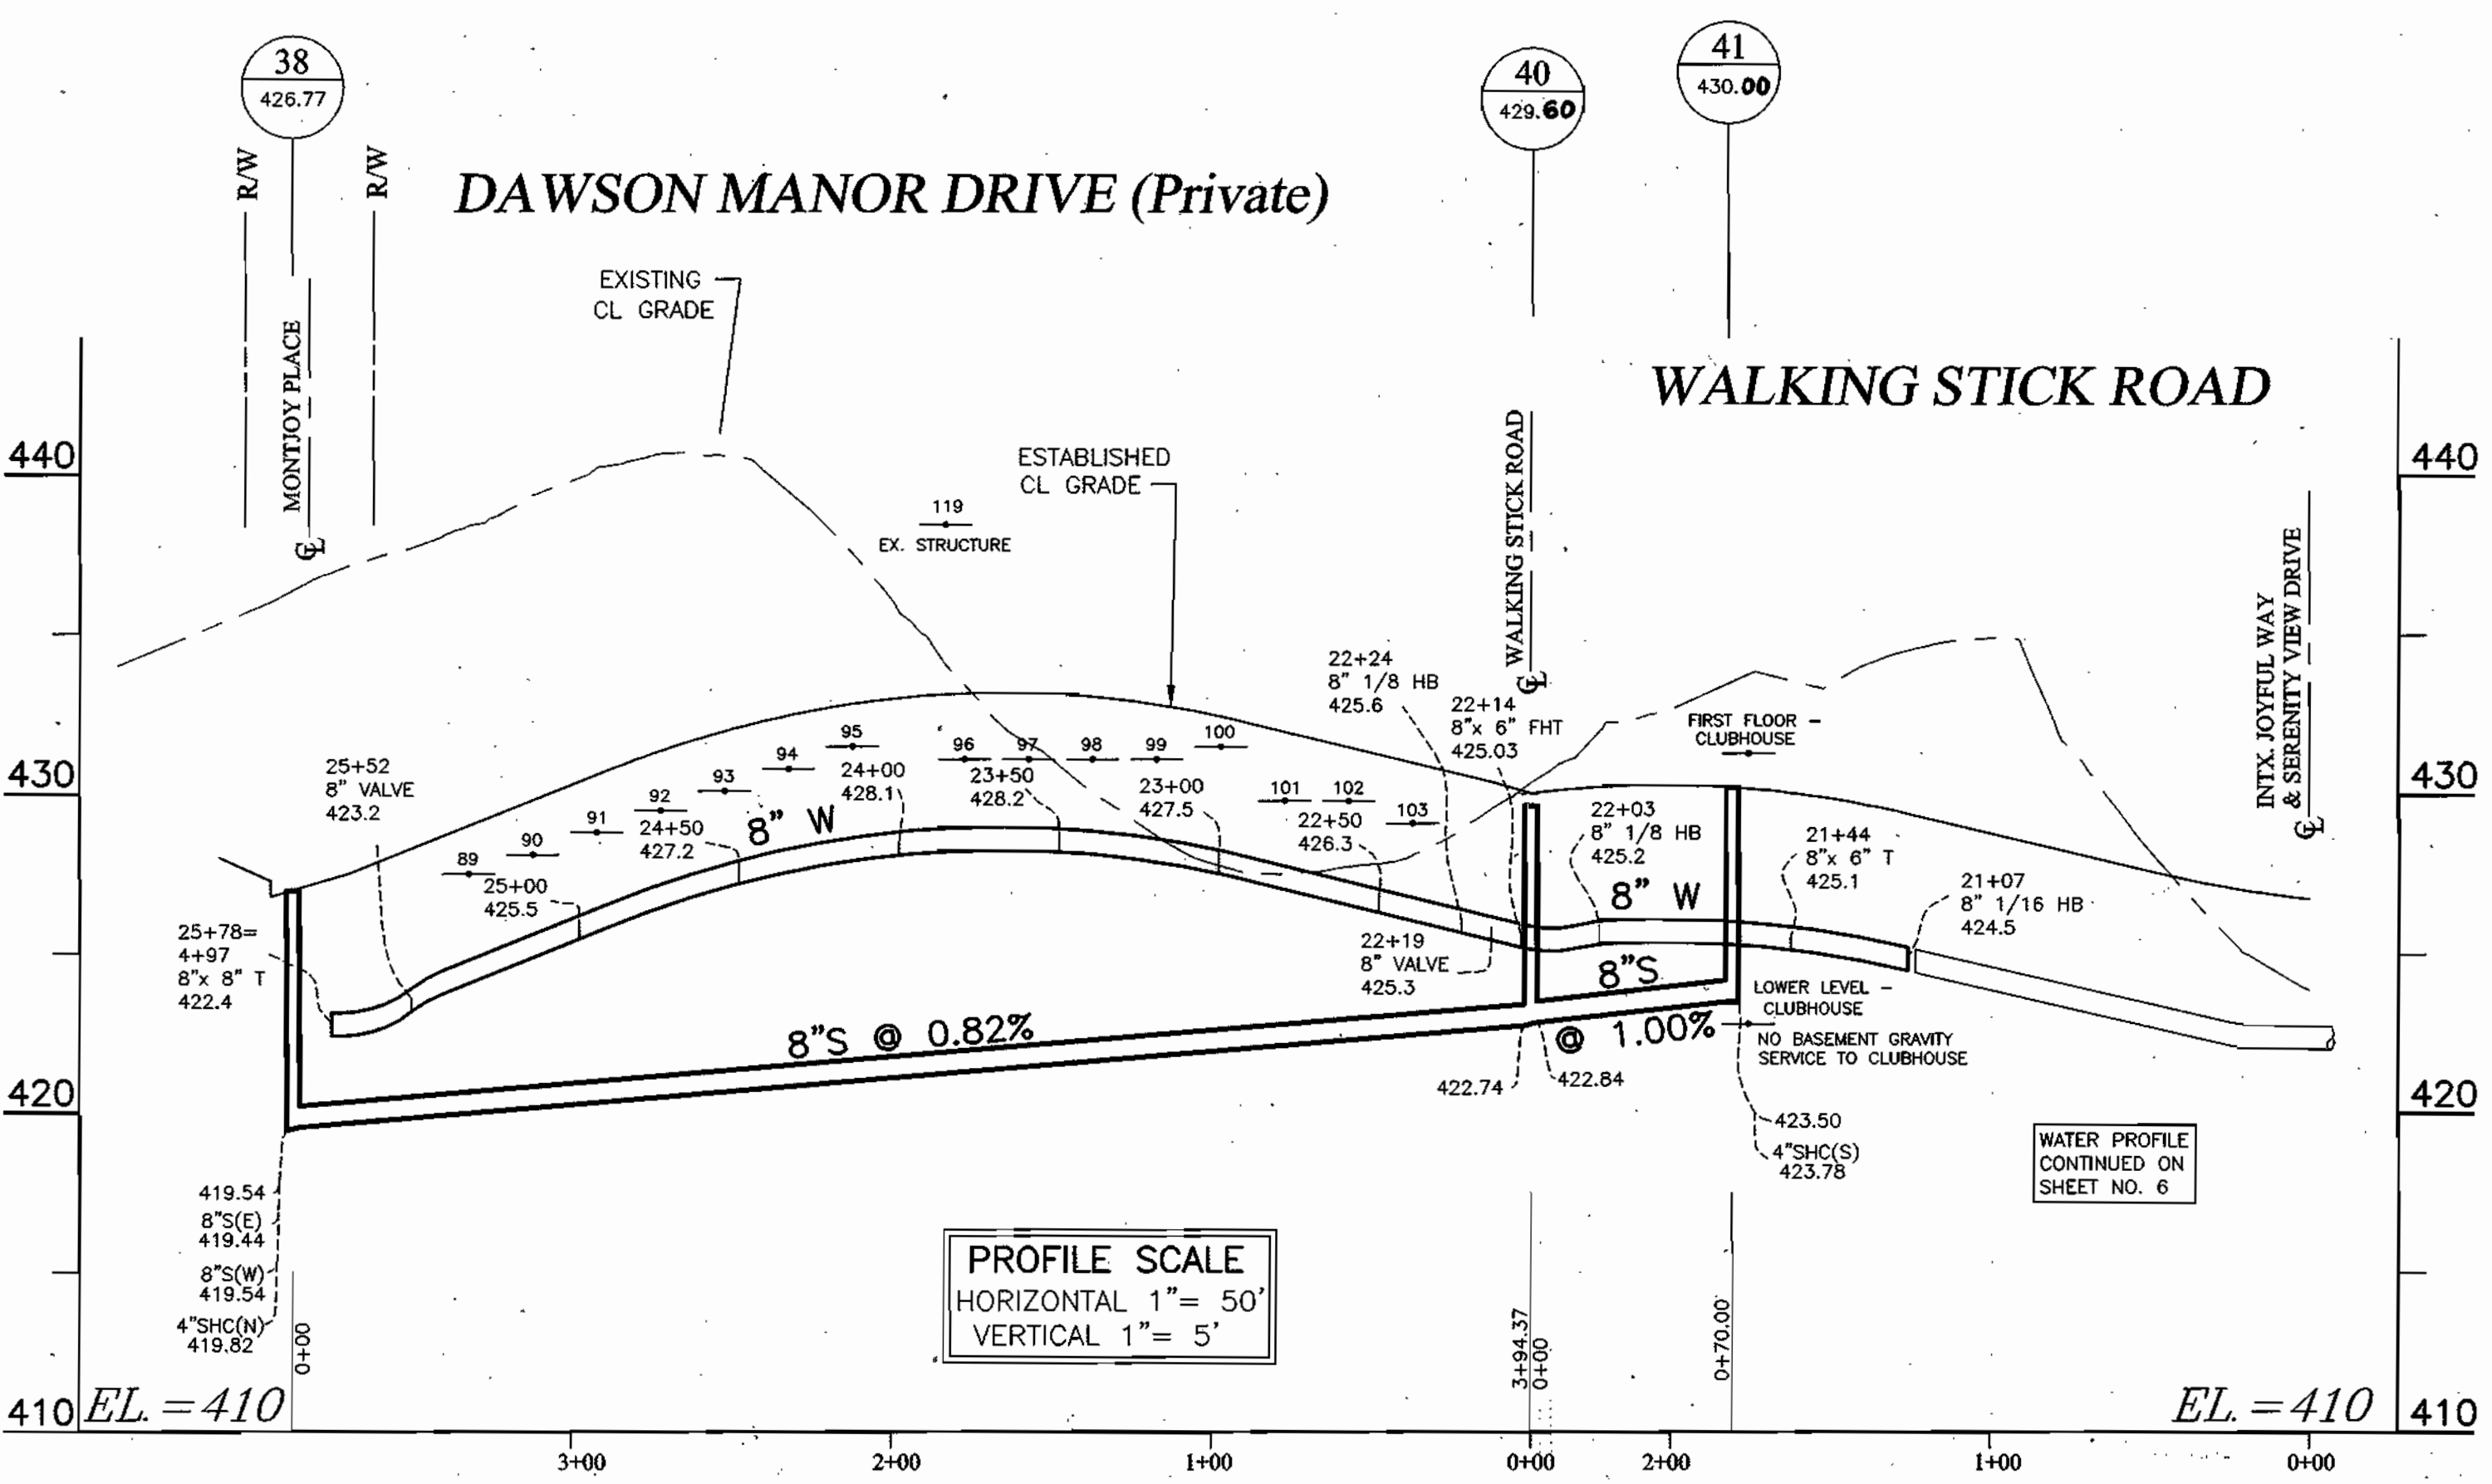 38
426.77
40
429.60
41
430.00
R/W
R/W
DAWSON MANOR DRIVE (Private)
EXISTING
CL GRADE
MONTJOY PLACE
CL
WALKING STICK ROAD
440
440
ESTABLISHED
CL GRADE
119
EX. STRUCTURE
WALKING STICK ROAD
CL
INTX. JOYFUL WAY
& SERENITY VIEW DRIVE
CL
22+24
8" 1/8 HB
425.6
22+14
8"x 6" FHT
425.03
FIRST FLOOR -
CLUBHOUSE
430
430
25+52
8" VALVE
423.2
89
90
91
92
93
94
95
96
97
98
99
100
101
102
103
24+00
428.1
23+50
428.2
23+00
427.5
22+50
426.3
24+50
427.2
25+00
425.5
8" W
22+03
8" 1/8 HB
425.2
8" W
21+44
8"x 6" T
425.1
21+07
8" 1/16 HB
424.5
25+78=
4+97
8"x 8" T
422.4
22+19
8" VALVE
425.3
8"S
LOWER LEVEL -
CLUBHOUSE
NO BASEMENT GRAVITY
SERVICE TO CLUBHOUSE
8"S @ 0.82%
@ 1.00%
422.74
422.84
420
420
423.50
4"SHC(S)
423.78
WATER PROFILE
CONTINUED ON
SHEET NO. 6
419.54
8"S(E)
419.44
8"S(W)
419.54
4"SHC(N)
419.82
0+00
PROFILE SCALE
HORIZONTAL 1"= 50'
VERTICAL 1"= 5'
3+94.37
0+00
0+70.00
410
EL. = 410
EL. = 410
410
3+00
2+00
1+00
0+00
2+00
1+00
0+00